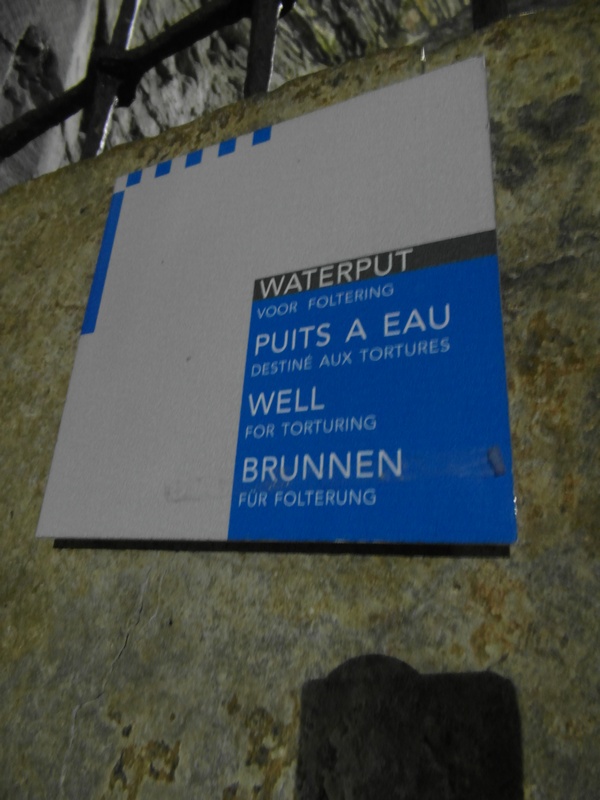 WATERPUT
VOOR FOLTERING
PUITS A EAU
DESTINÉ AUX TORTURES
WELL
FOR TORTURING
BRUNNEN
FÜR FOLTERUNG